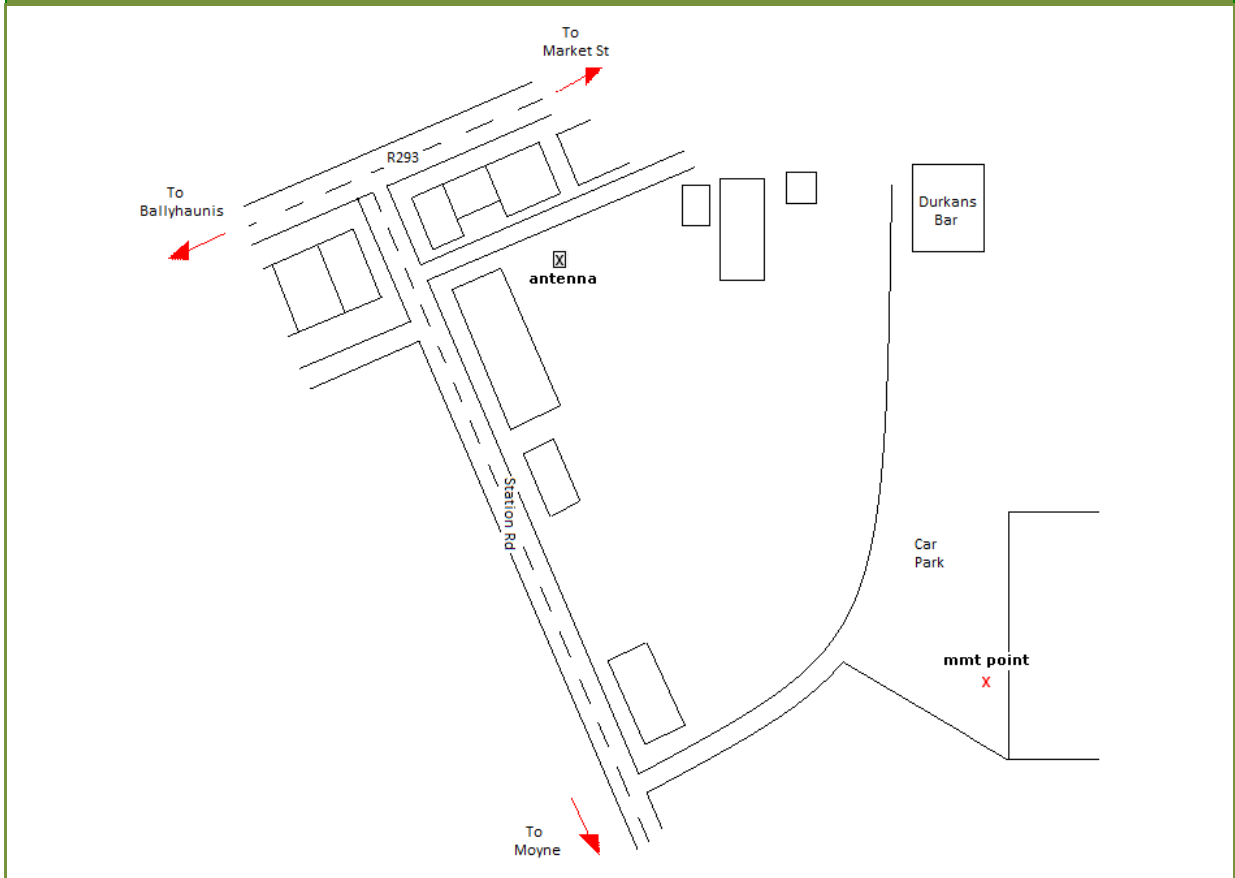 To
Market St
R293
To
Ballyhaunis
Durkans
Bar
X
antenna
Station Rd
Car
Park
mmt point
X
To
Moyne